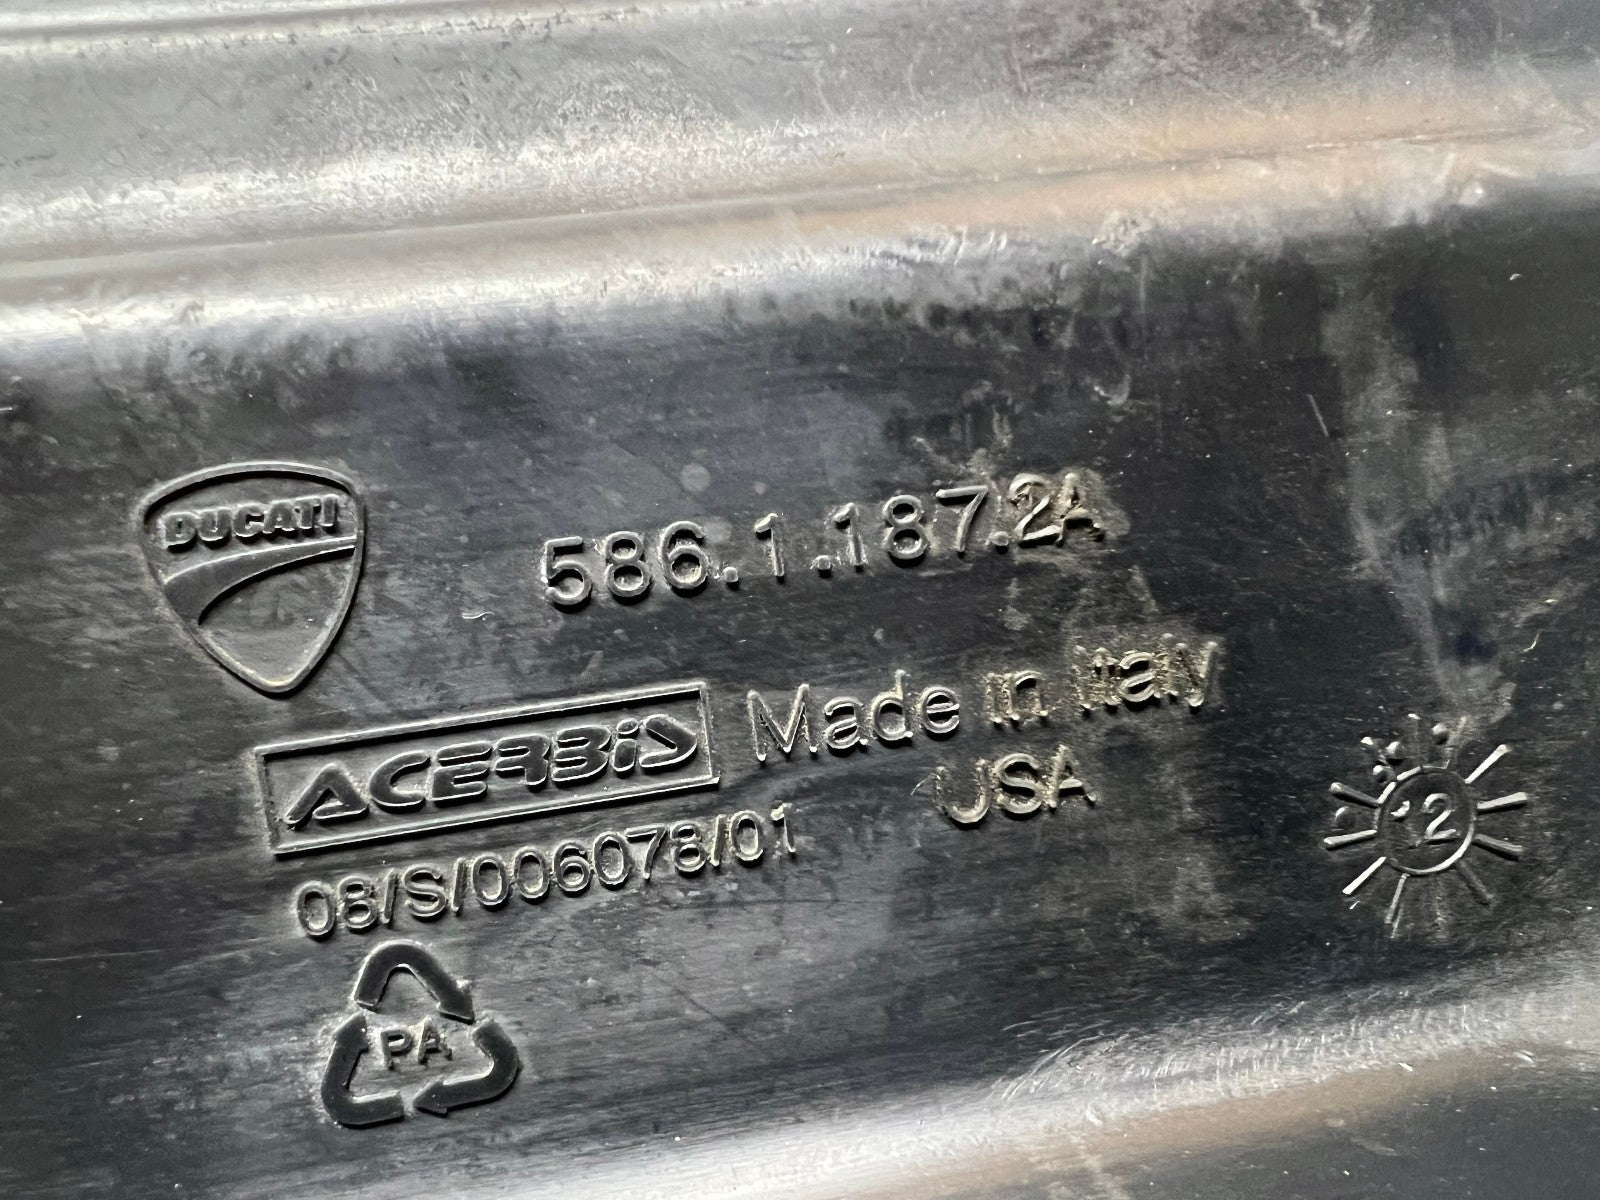 DUCATI
586.1.187.2A
ACERBIS Made in Italy
USA
08/S/006078/01
12
PA